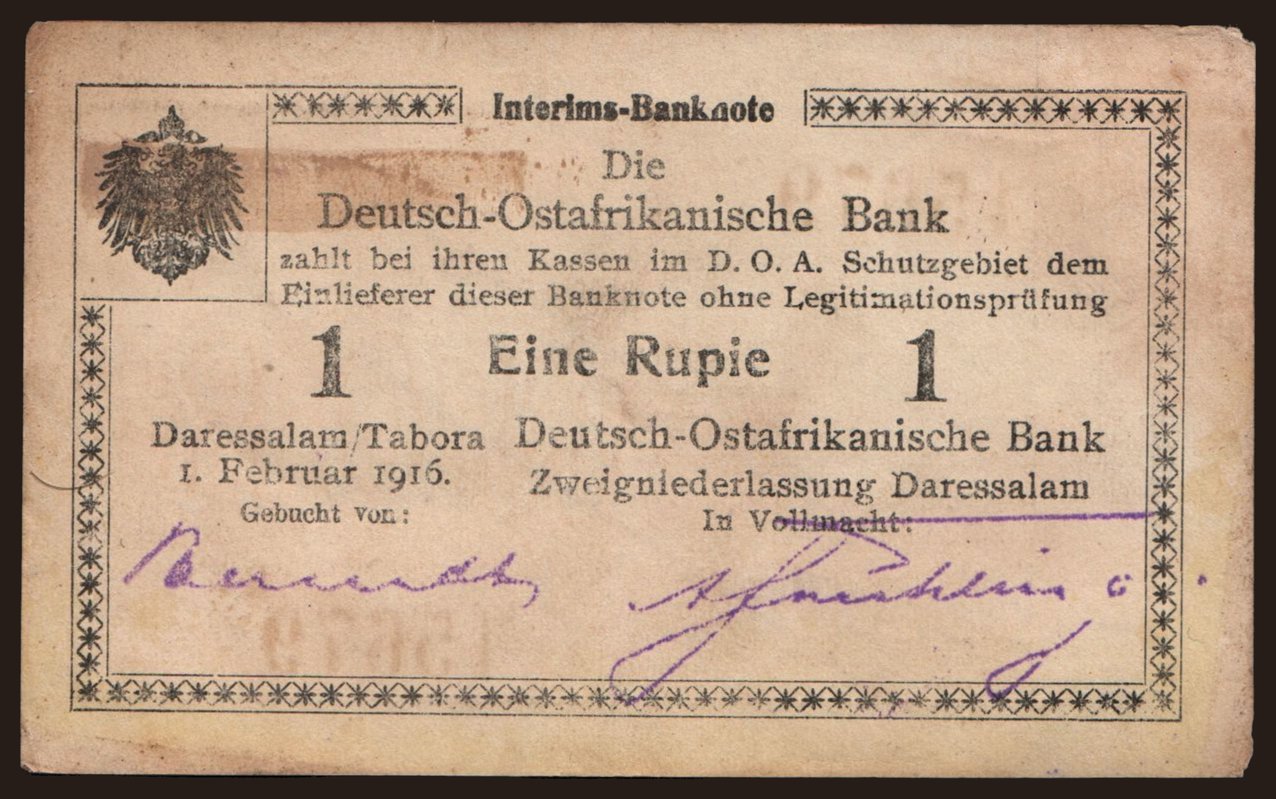 Interims-Banknote
Die
Deutsch-Ostafrikanische Bank
zahlt bei ihren Kassen im D. O. A. Schutzgebiet dem
Einlieferer dieser Banknote ohne Legitimationsprüfung
1 Eine Rupie 1
Daressalam/Tabora
1. Februar 1916.
Gebucht von:
Deutsch-Ostafrikanische Bank
Zweigniederlassung Daressalam
In Vollmacht: